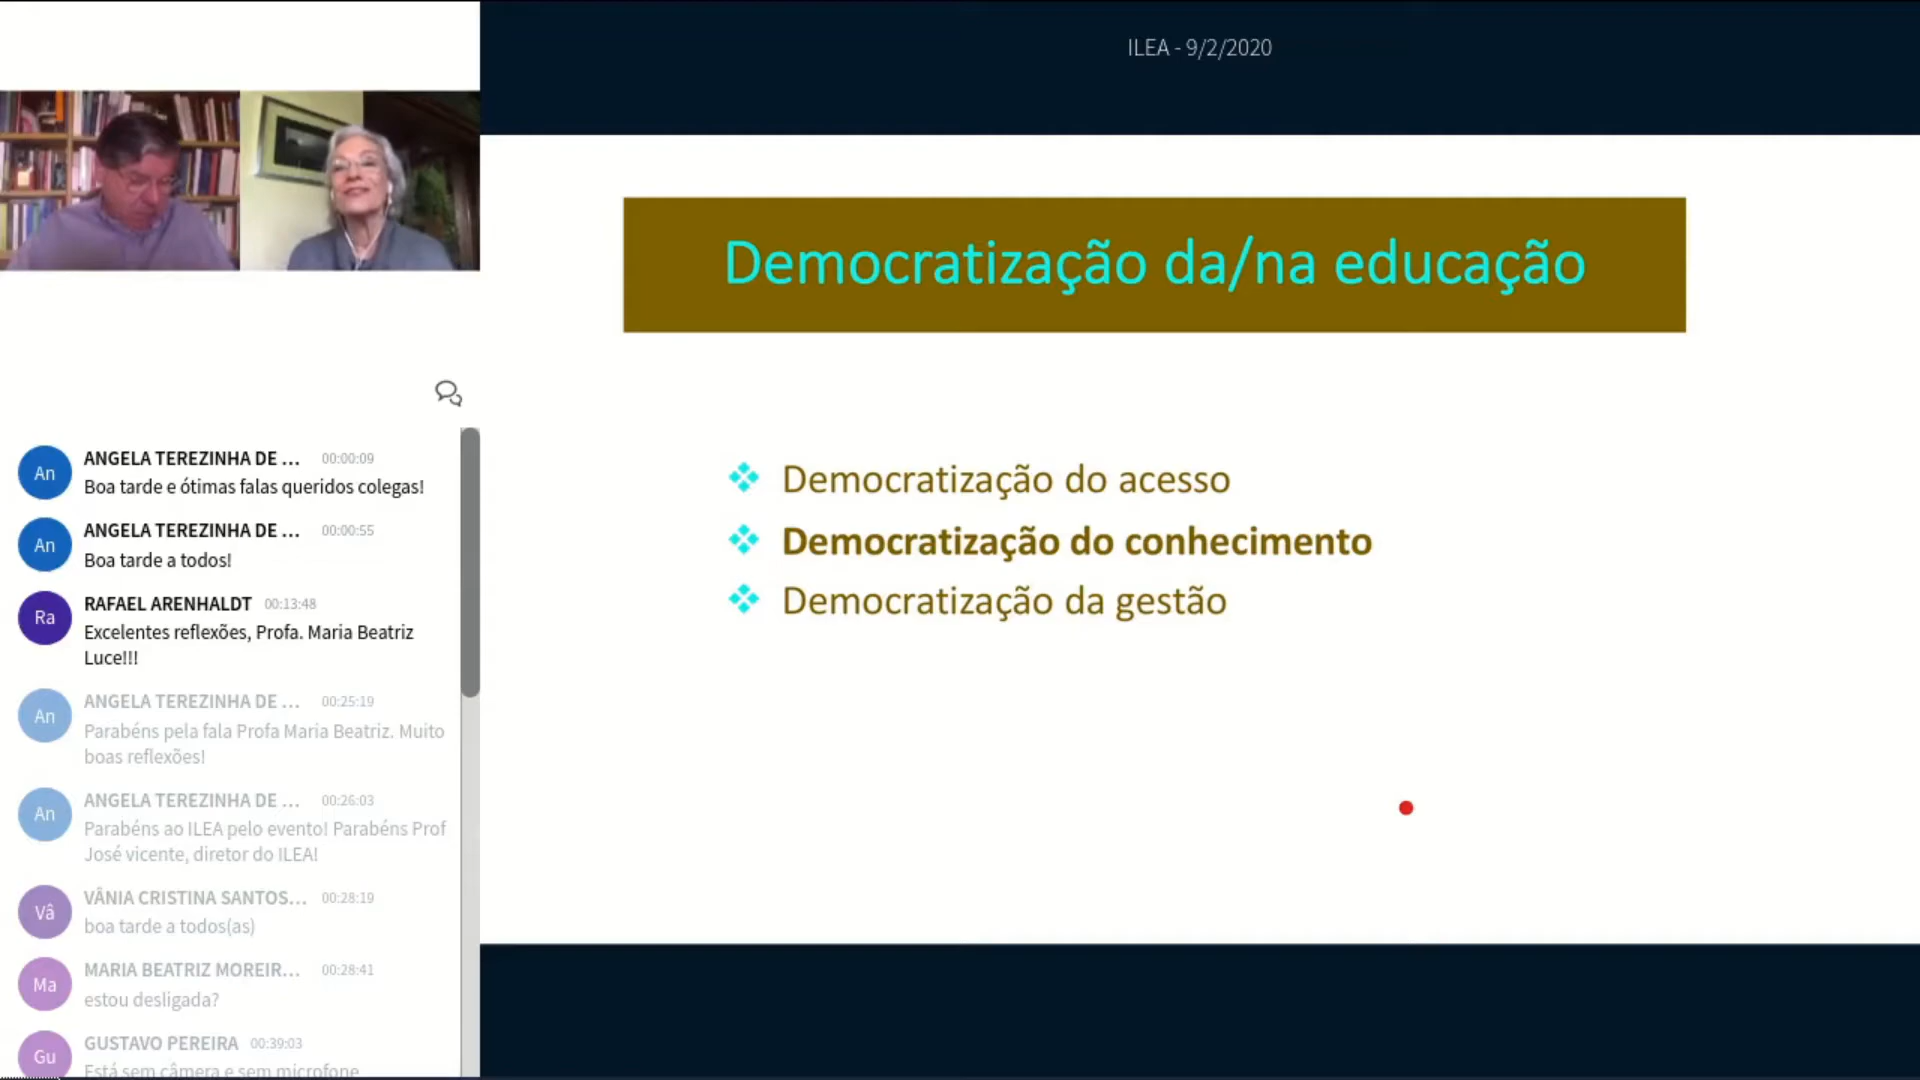 ILEA - 9/2/2020
Democratização da/na educação
Democratização do acesso
Democratização do conhecimento
Democratização da gestão
An
ANGELA TEREZINHA DE ... 00:00:09
Boa tarde e ótimas falas queridos colegas!
An
ANGELA TEREZINHA DE ... 00:00:55
Boa tarde a todos!
Ra
RAFAEL ARENHALDT 00:13:48
Excelentes reflexões, Profa. Maria Beatriz
Luce!!!
An
ANGELA TEREZINHA DE ... 00:25:19
Parabéns pela fala Profa Maria Beatriz. Muito
boas reflexões!
An
ANGELA TEREZINHA DE ... 00:26:03
Parabéns ao ILEA pelo evento! Parabéns Prof
José vicente, diretor do ILEA!
Vâ
VÂNIA CRISTINA SANTOS... 00:28:19
boa tarde a todos(as)
Ma
MARIA BEATRIZ MOREIR... 00:28:41
estou desligada?
Gu
GUSTAVO PEREIRA 00:39:03
Está sem câmera e sem microfone